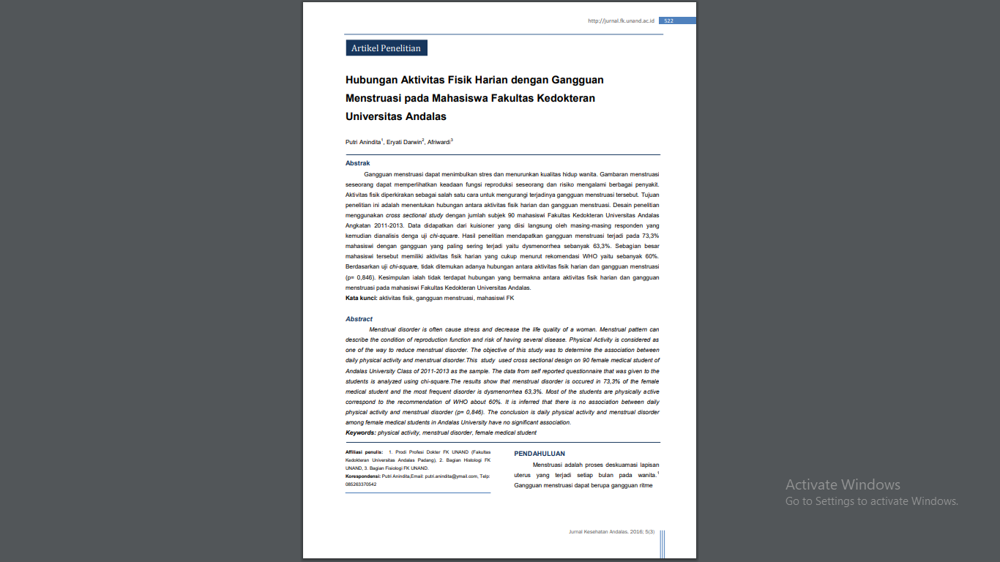 http://jurnal.fk.unand.ac.id 522
Artikel Penelitian
Hubungan Aktivitas Fisik Harian dengan Gangguan
Menstruasi pada Mahasiswa Fakultas Kedokteran
Universitas Andalas
Putri Anindita1, Eryati Darwin2, Afriwardi3
Abstrak
Gangguan menstruasi dapat menimbulkan stres dan menurunkan kualitas hidup wanita. Gambaran menstruasi
seseorang dapat memperlihatkan keadaan fungsi reproduksi seseorang dan risiko mengalami berbagai penyakit.
Aktivitas fisik diperkirakan sebagai salah satu cara untuk mengurangi terjadinya gangguan menstruasi tersebut. Tujuan
penelitian ini adalah menentukan hubungan antara aktivitas fisik harian dan gangguan menstruasi. Desain penelitian
menggunakan cross sectional study dengan jumlah subjek 90 mahasiswi Fakultas Kedokteran Universitas Andalas
Angkatan 2011-2013. Data didapatkan dari kuisioner yang diisi langsung oleh masing-masing responden yang
kemudian dianalisis denga uji chi-square. Hasil penelitian mendapatkan gangguan menstruasi terjadi pada 73,3%
mahasiswi dengan gangguan yang paling sering terjadi yaitu dysmenorrhea sebanyak 63,3%. Sebagian besar
mahasiswi tersebut memiliki aktivitas fisik harian yang cukup menurut rekomendasi WHO yaitu sebanyak 60%.
Berdasarkan uji chi-square, tidak ditemukan adanya hubungan antara aktivitas fisik harian dan gangguan menstruasi
(p= 0,846). Kesimpulan ialah tidak terdapat hubungan yang bermakna antara aktivitas fisik harian dan gangguan
menstruasi pada mahasiswi Fakultas Kedokteran Universitas Andalas.
Kata kunci: aktivitas fisik, gangguan menstruasi, mahasiswi FK
Abstract
Menstrual disorder is often cause stress and decrease the life quality of a woman. Menstrual pattern can
describe the condition of reproduction function and risk of having several disease. Physical Activity is considered as
one of the way to reduce menstrual disorder. The objective of this study was to determine the association between
daily physical activity and menstrual disorder.This study used cross sectional design on 90 female medical student of
Andalas University Class of 2011-2013 as the sample. The data from self reported questionnaire that was given to the
students is analyzed using chi-square.The results show that menstrual disorder is occured in 73,3% of the female
medical student and the most frequent disorder is dysmenorrhea 63,3%. Most of the students are physically active
correspond to the recommendation of WHO about 60%. It is inferred that there is no association between daily
physical activity and menstrual disorder (p= 0,846). The conclusion is daily physical activity and menstrual disorder
among female medical students in Andalas University have no significant association.
Keywords: physical activity, menstrual disorder, female medical student
Affiliasi penulis: 1. Prodi Profesi Dokter FK UNAND (Fakultas
Kedokteran Universitas Andalas Padang), 2. Bagian Histologi FK
UNAND, 3. Bagian Fisiologi FK UNAND.
Korespondensi: Putri Anindita,Email: putri.anindita@ymail.com, Telp:
085263370542
PENDAHULUAN
Menstruasi adalah proses deskuamasi lapisan
uterus yang terjadi setiap bulan pada wanita.1
Gangguan menstruasi dapat berupa gangguan ritme
Jurnal Kesehatan Andalas. 2016; 5(3)
Activate Windows
Go to Settings to activate Windows.